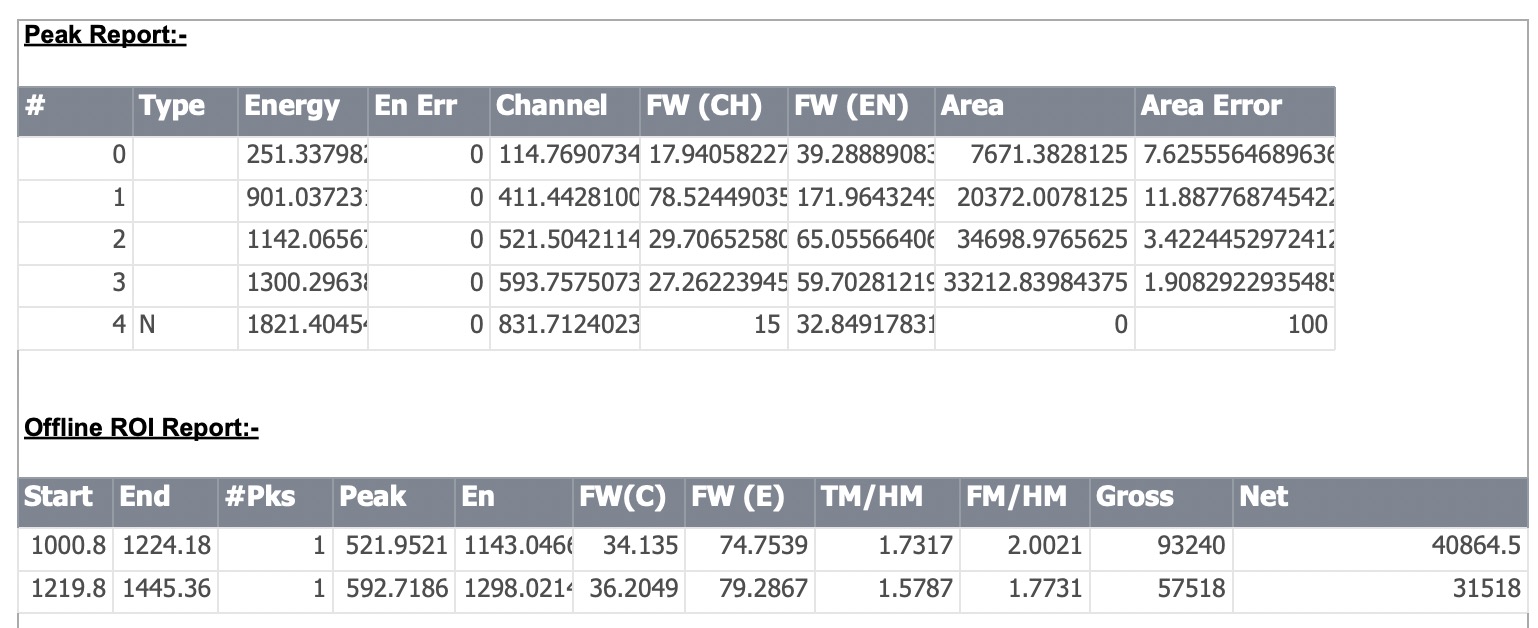 Peak Report:-
# Type Energy En Err Channel FW (CH) FW (EN) Area Area Error
0 251.337982 0 114.7690734 17.94058227 39.28889083 7671.3828125 7.6255564689636
1 901.037231 0 411.4428100 78.52449035 171.9643249 20372.0078125 11.887768745422
2 1142.0656 0 521.5042114 29.70652580 65.05566406 34698.9765625 3.4224452972412
3 1300.2963 0 593.7575073 27.26223945 59.70281219 33212.83984375 1.9082922935485
4 N 1821.4045 0 831.7124023 15 32.84917831 0 100
Offline ROI Report:-
Start End #Pks Peak En FW(C) FW (E) TM/HM FM/HM Gross Net
1000.8 1224.18 1 521.9521 1143.0466 34.135 74.7539 1.7317 2.0021 93240 40864.5
1219.8 1445.36 1 592.7186 1298.0214 36.2049 79.2867 1.5787 1.7731 57518 31518